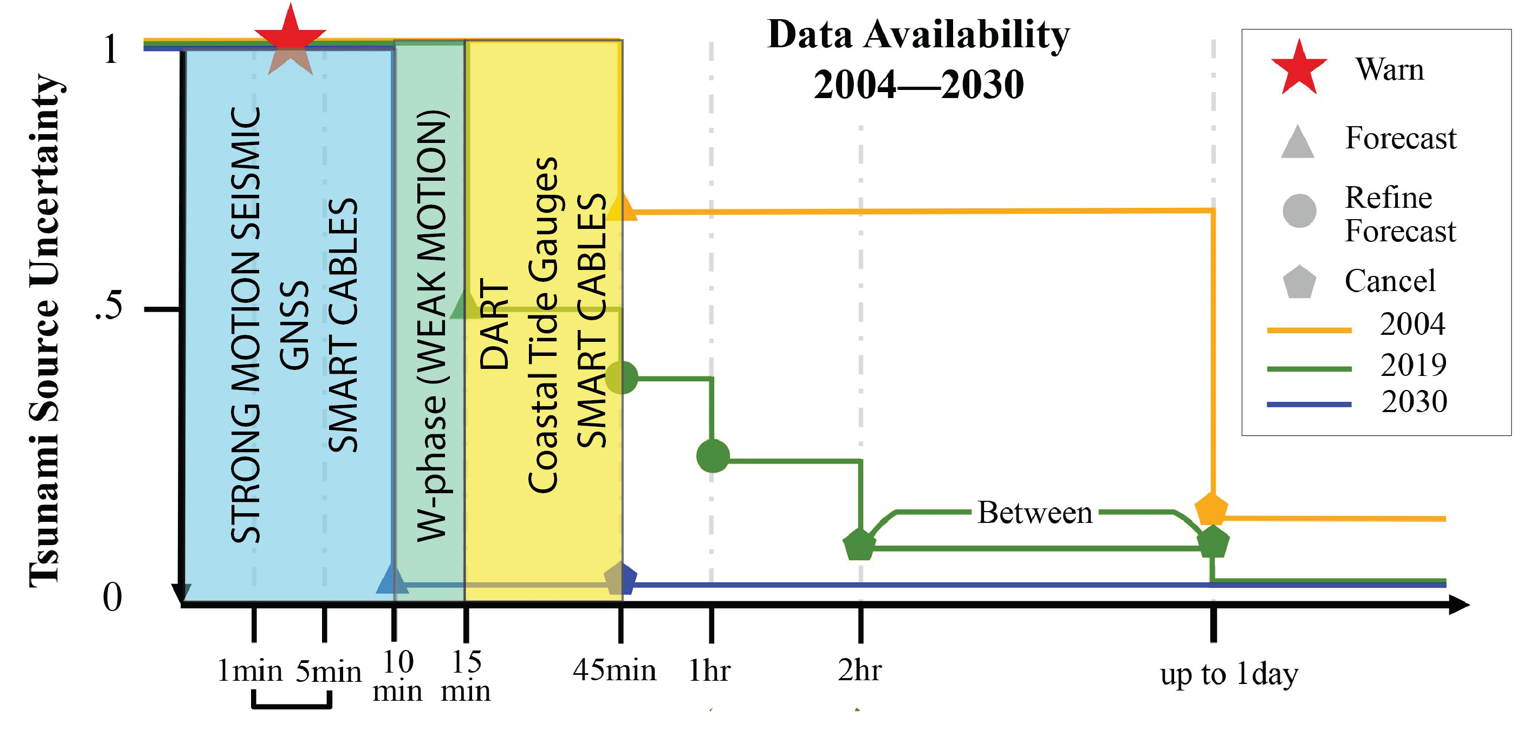 Data Availability
2004—2030
Tsunami Source Uncertainty
1
.5
0
STRONG MOTION SEISMIC
GNSS
SMART CABLES
W-phase (WEAK MOTION)
DART
Coastal Tide Gauges
SMART CABLES
Between
1min
5min
10
min
15
min
45min
1hr
2hr
up to 1day
Warn
Forecast
Refine
Forecast
Cancel
2004
2019
2030